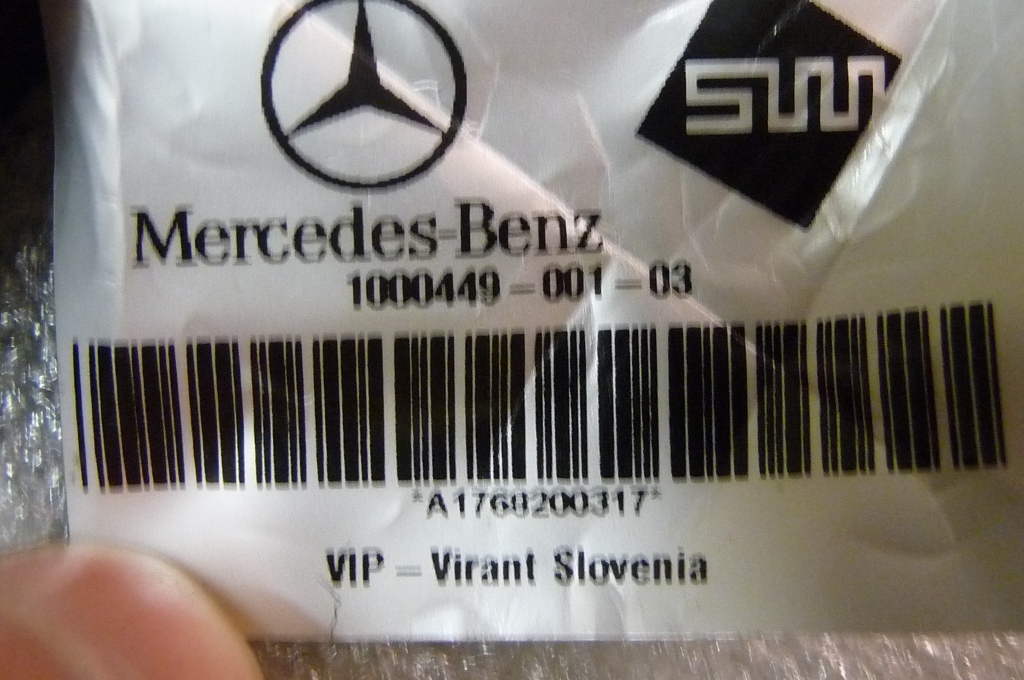 SW
Mercedes-Benz
1000449-001-03
*A1768200317*
VIP - Virant Slovenia